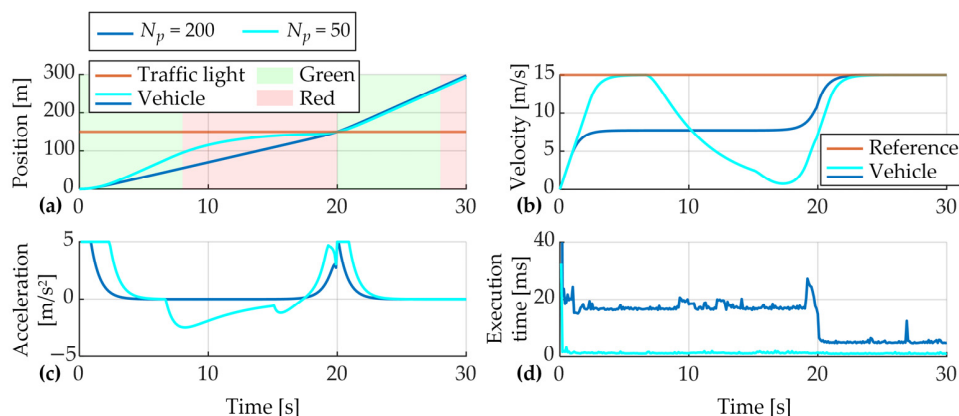 N_p = 200 N_p = 50
Traffic light Green
Vehicle Red
Position [m]
300
200
100
0
0 10 20 30
(a)
Velocity [m/s]
15
10
5
0
0 10 20 30
Reference
Vehicle
(b)
Acceleration
[m/s²]
5
0
−5
0 10 20 30
(c)
Time [s]
Execution
time [ms]
40
20
0
0 10 20 30
(d)
Time [s]